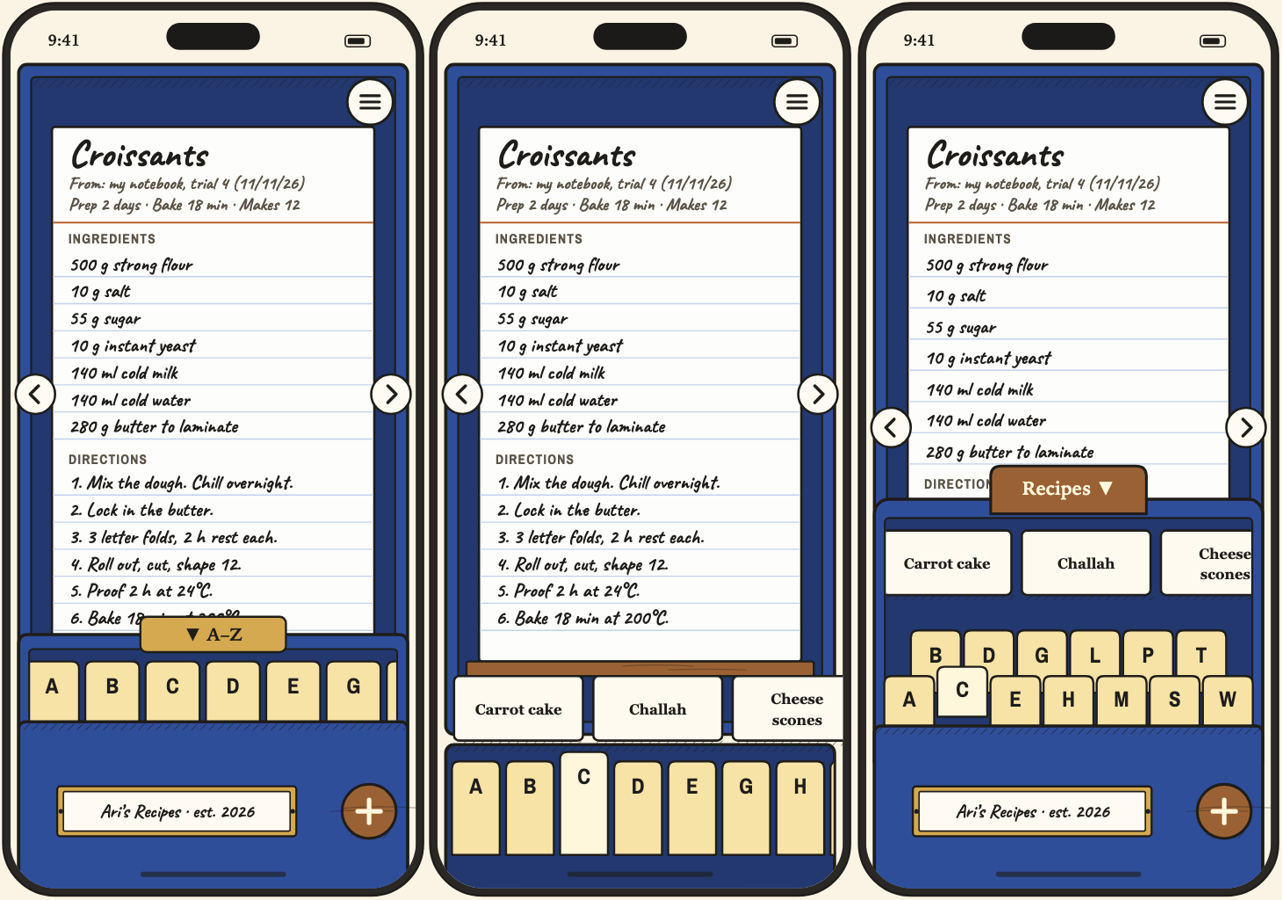 9:41
Croissants
From: my notebook, trial 4 (11/11/26)
Prep 2 days · Bake 18 min · Makes 12
INGREDIENTS
500 g strong flour
10 g salt
55 g sugar
10 g instant yeast
140 ml cold milk
140 ml cold water
280 g butter to laminate
DIRECTIONS
1. Mix the dough. Chill overnight.
2. Lock in the butter.
3. 3 letter folds, 2 h rest each.
4. Roll out, cut, shape 12.
5. Proof 2 h at 24°C.
6. Bake 18
▼ A–Z
A B C D E G
Ari's Recipes · est. 2026
9:41
Croissants
From: my notebook, trial 4 (11/11/26)
Prep 2 days · Bake 18 min · Makes 12
INGREDIENTS
500 g strong flour
10 g salt
55 g sugar
10 g instant yeast
140 ml cold milk
140 ml cold water
280 g butter to laminate
DIRECTIONS
1. Mix the dough. Chill overnight.
2. Lock in the butter.
3. 3 letter folds, 2 h rest each.
4. Roll out, cut, shape 12.
5. Proof 2 h at 24°C.
6. Bake 18 min at 200°C.
Carrot cake
Challah
Cheese
scones
A B C D E G H
9:41
Croissants
From: my notebook, trial 4 (11/11/26)
Prep 2 days · Bake 18 min · Makes 12
INGREDIENTS
500 g strong flour
10 g salt
55 g sugar
10 g instant yeast
140 ml cold milk
140 ml cold water
280 g butter to laminate
Recipes ▼
Carrot cake
Challah
Cheese
scones
B D G L P T
A C E H M S W
Ari's Recipes · est. 2026